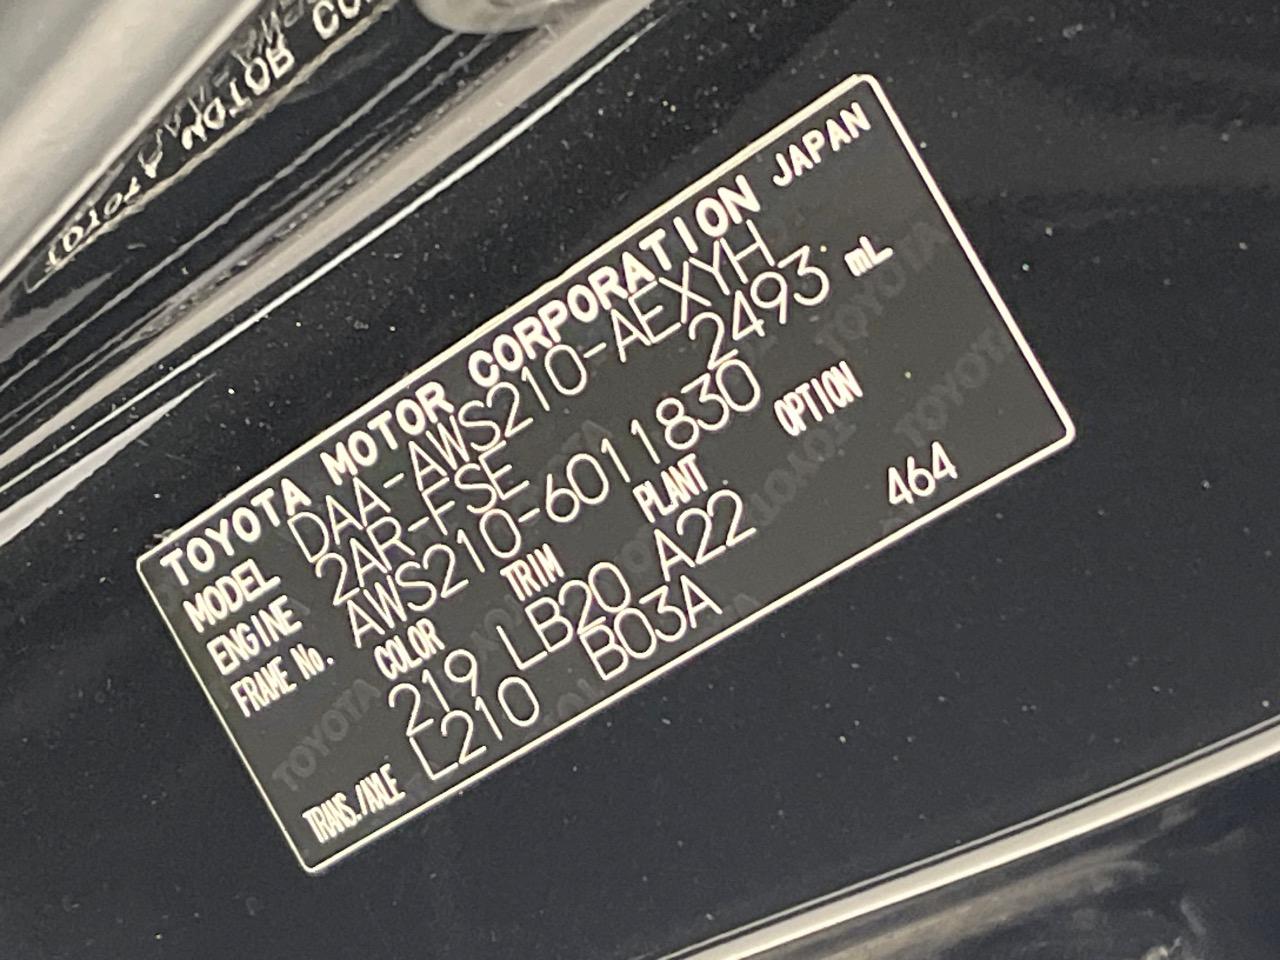 TOYOTA MOTOR CORPORATION JAPAN
MODEL DAA-AWS210-AEXYH
ENGINE 2AR-FSE 2493 mL
FRAME No. AWS210-6011830
COLOR TRIM PLANT OPTION
219 LB20 A22
TRANS./AXLE L210 B03A 464